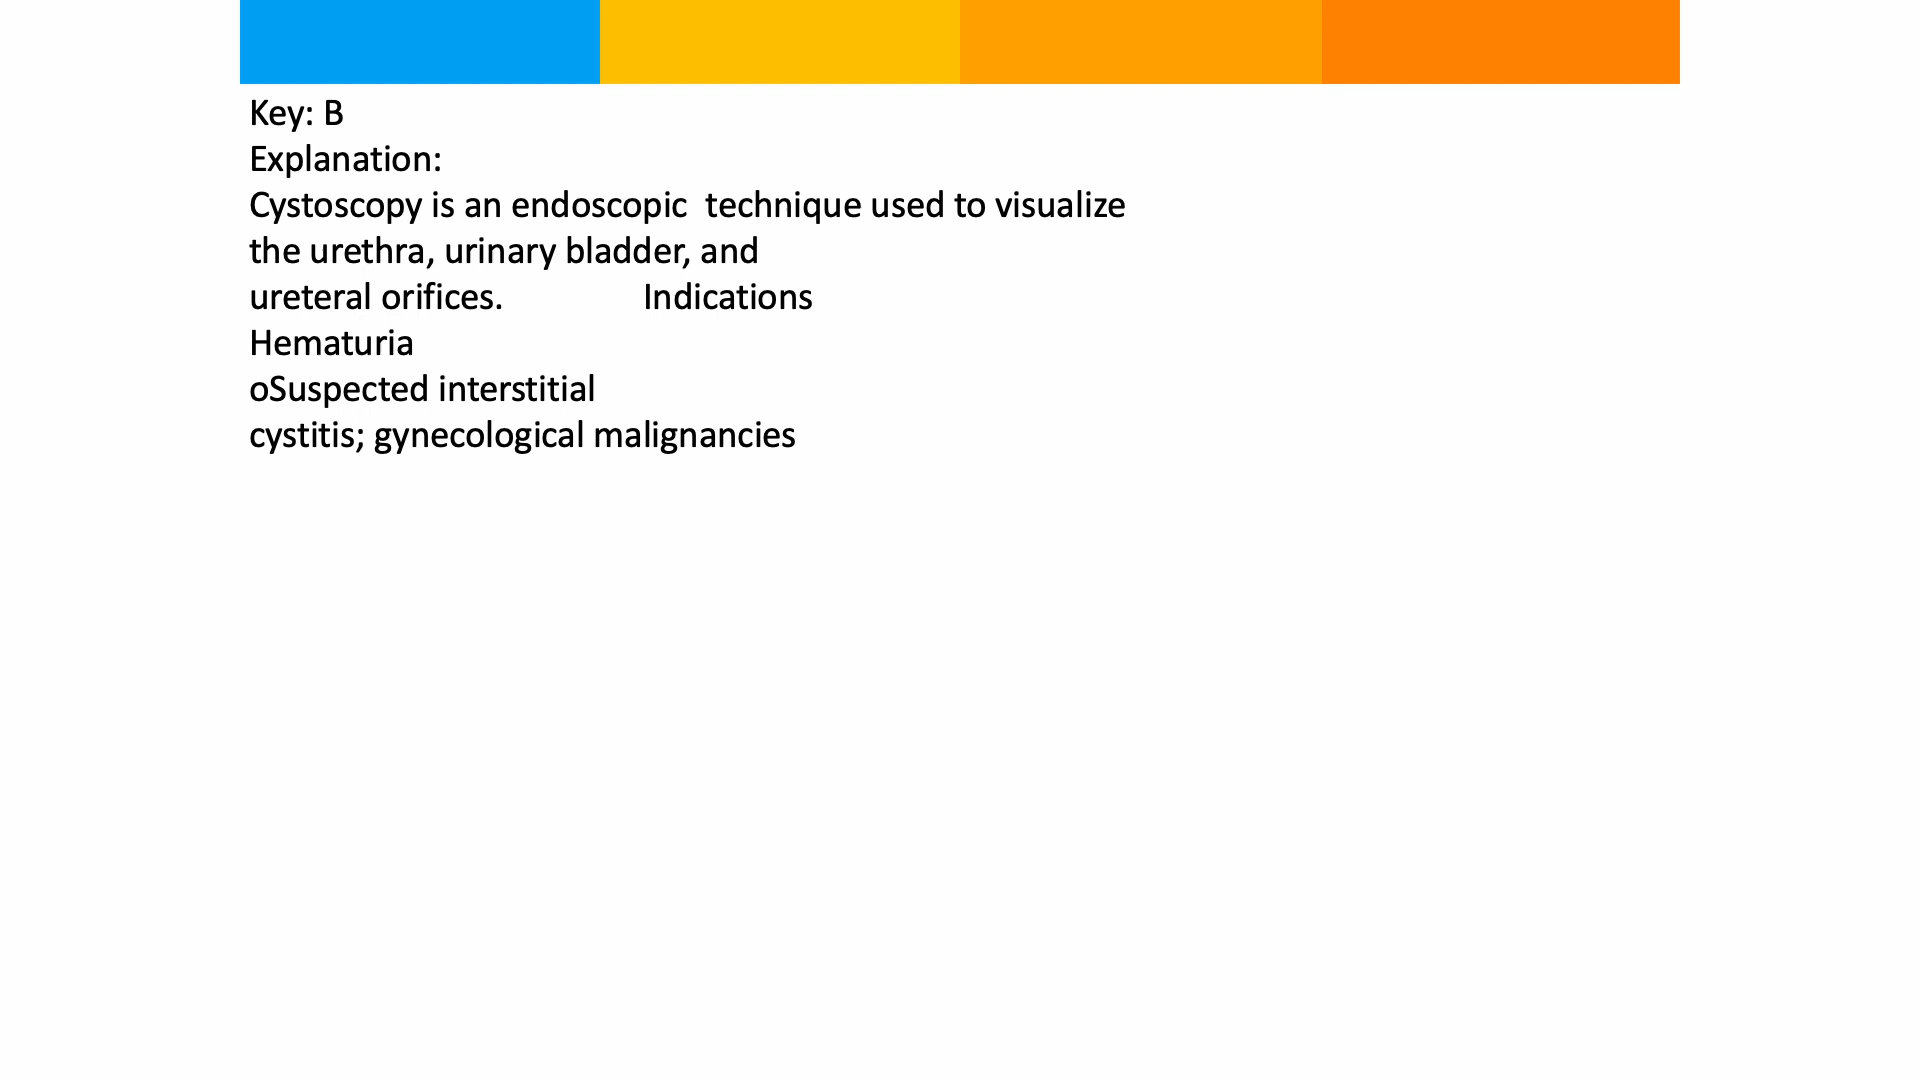 Key: B
Explanation:
Cystoscopy is an endoscopic  technique used to visualize
the urethra, urinary bladder, and
ureteral orifices.                Indications
Hematuria
oSuspected interstitial
cystitis; gynecological malignancies